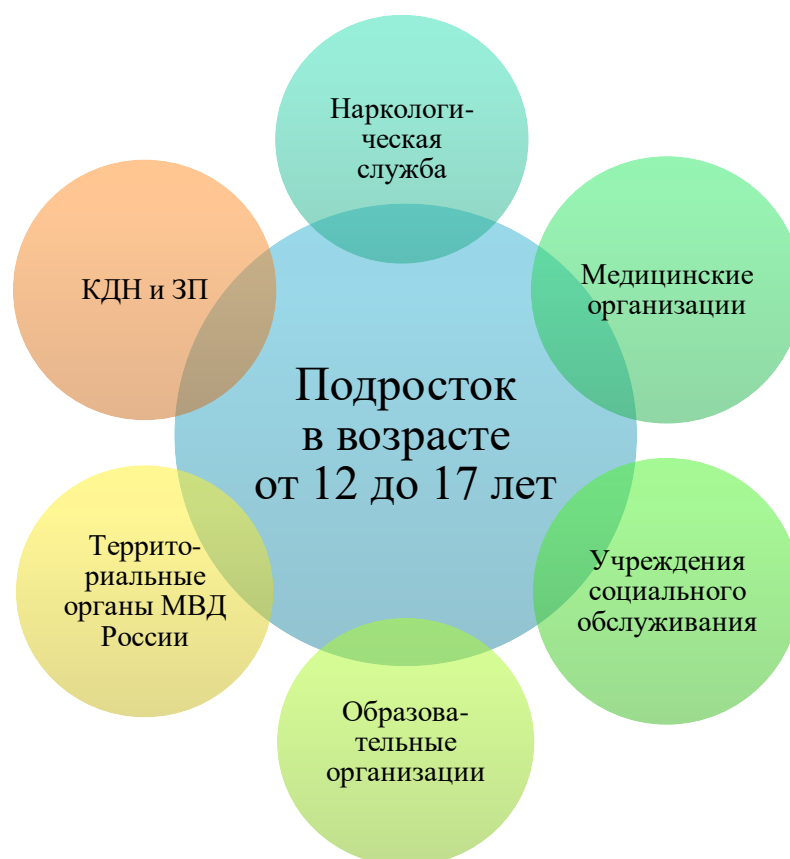 Наркологи-
ческая
служба
КДН и ЗП
Медицинские
организации
Подросток
в возрасте
от 12 до 17 лет
Террито-
риальные
органы МВД
России
Учреждения
социального
обслуживания
Образова-
тельные
организации